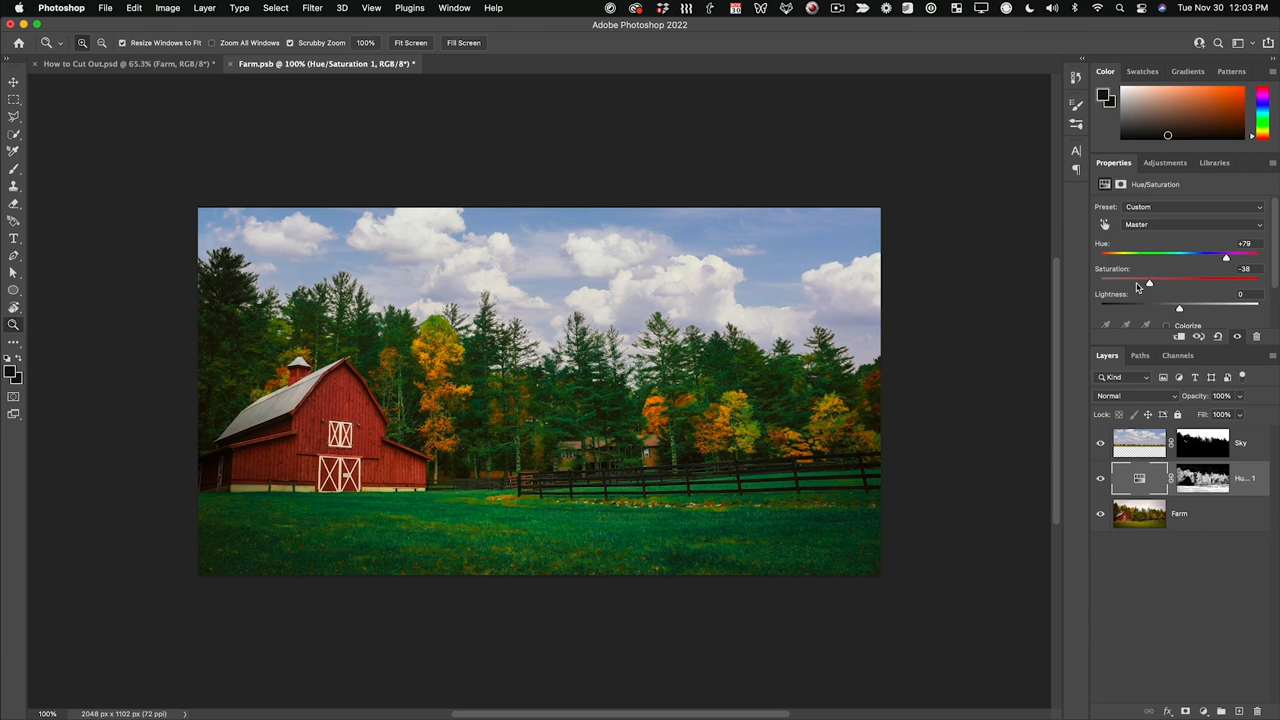 Photoshop File Edit Image Layer Type Select Filter 3D View Plugins Window Help Tue Nov 30 12:03 PM
Adobe Photoshop 2022
Resize Windows to Fit Zoom All Windows Scrubby Zoom 100% Fit Screen Fill Screen
How to Cut Out.psd @ 65.3% (Farm, RGB/8*) * Farm.psb @ 100% (Hue/Saturation 1, RGB/8*) *
Color Swatches Gradients Patterns
Properties Adjustments Libraries
Hue/Saturation
Preset: Custom
Master
Hue: +79
Saturation: -38
Lightness: 0
Colorize
Layers Paths Channels
Kind
Normal Opacity: 100%
Lock: Fill: 100%
Sky
Hu... 1
Farm
100% 2048 px x 1102 px (72 ppi)